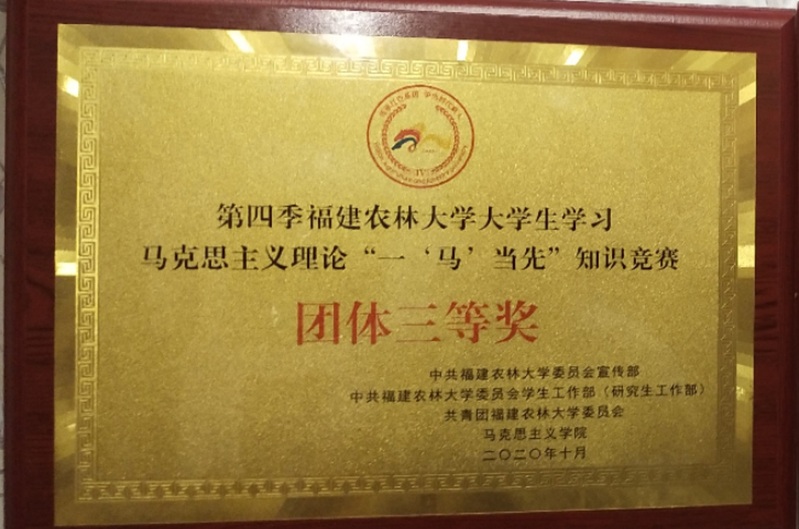 第四季福建农林大学大学生学习
马克思主义理论“一‘马’当先”知识竞赛
团体三等奖
中共福建农林大学委员会宣传部
中共福建农林大学委员会学生工作部（研究生工作部）
共青团福建农林大学委员会
马克思主义学院
二〇二〇年十月